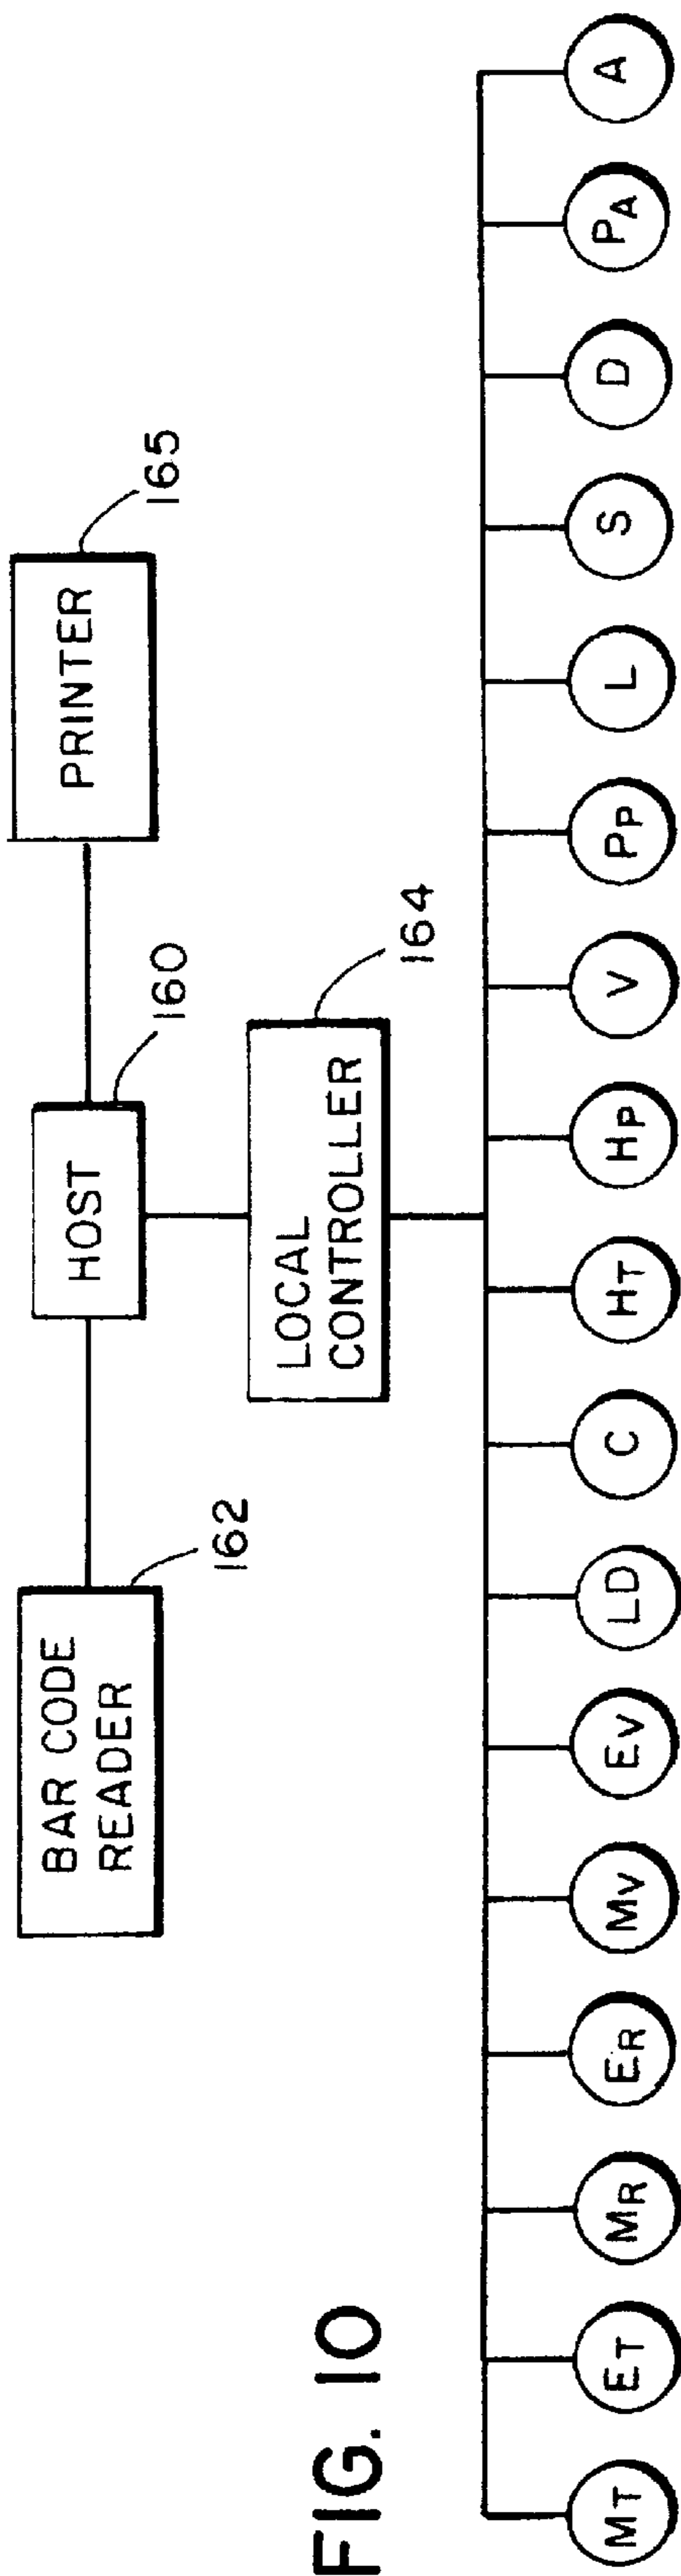 BAR CODE
READER
162
HOST
160
PRINTER
165
LOCAL
CONTROLLER
164
FIG. 10
MT ET MR ER MV EV LD C HT HP V PP L S D PA A